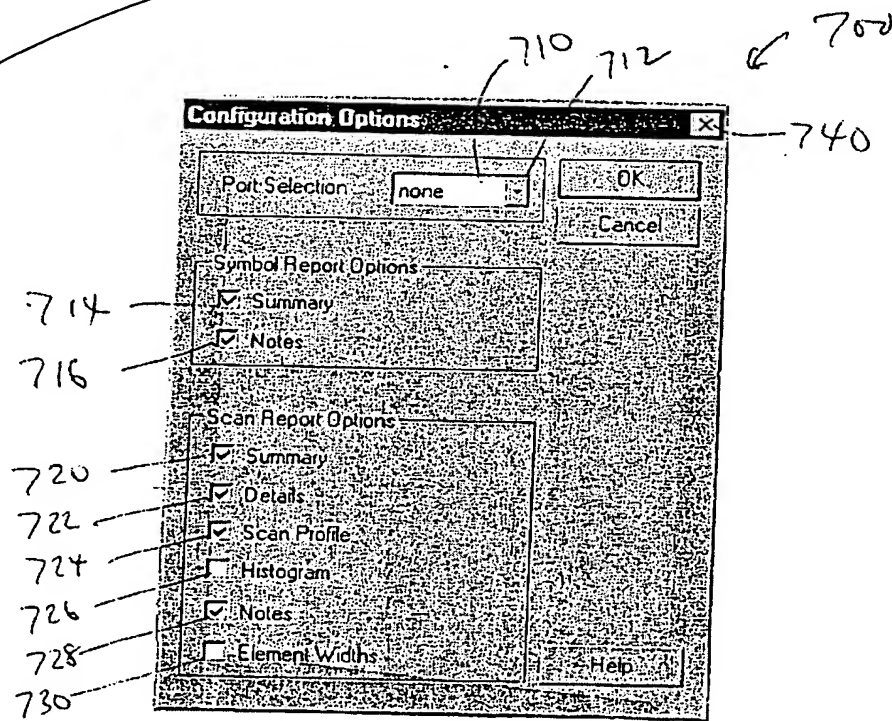 700
710
712
Configuration Options
740
Port Selection
none
OK
Cancel
Symbol Report Options
714
Summary
716
Notes
Scan Report Options
720
Summary
722
Details
724
Scan Profile
726
Histogram
728
Notes
730
Element Widths
Help